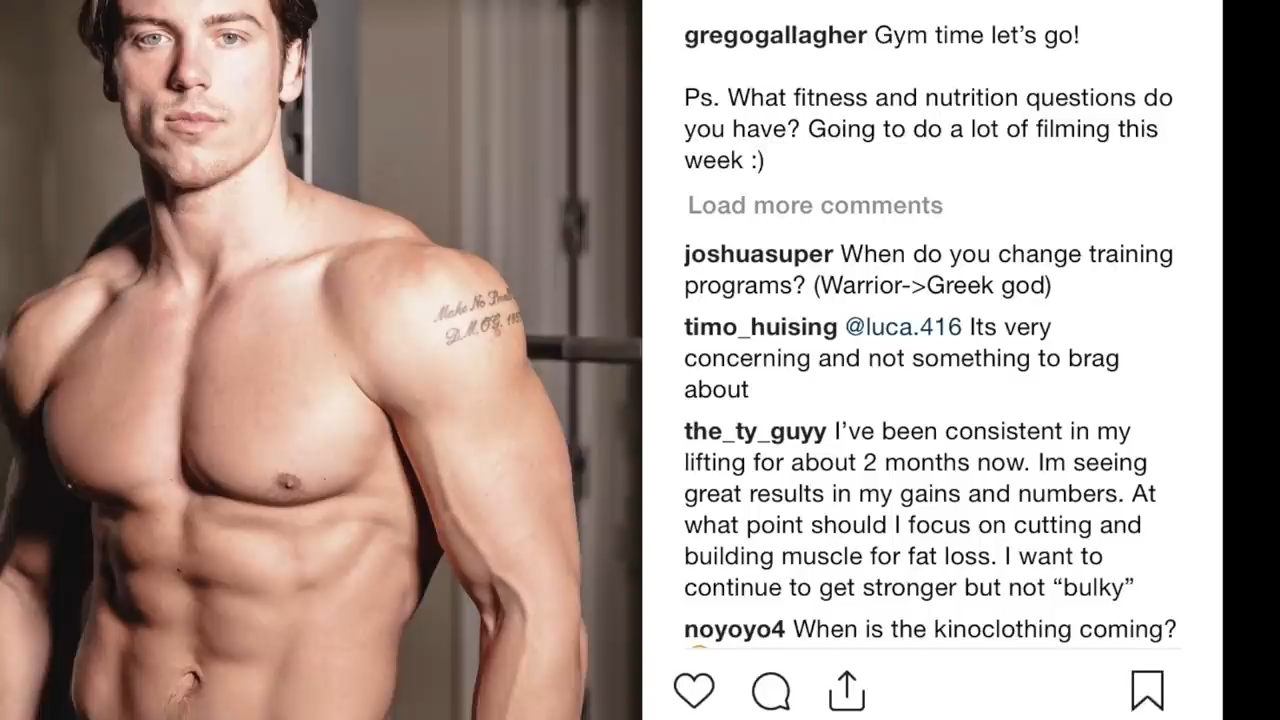 Make No
D.M.O.G.
gregogallagher Gym time let's go!
Ps. What fitness and nutrition questions do
you have? Going to do a lot of filming this
week :)
Load more comments
joshuasuper When do you change training
programs? (Warrior->Greek god)
timo_huising @luca.416 Its very
concerning and not something to brag
about
the_ty_guyy I've been consistent in my
lifting for about 2 months now. Im seeing
great results in my gains and numbers. At
what point should I focus on cutting and
building muscle for fat loss. I want to
continue to get stronger but not “bulky”
noyoyo4 When is the kinoclothing coming?